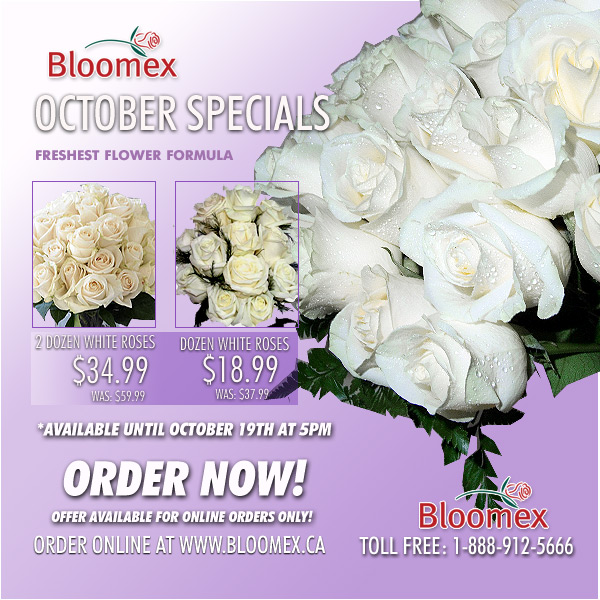 Bloomex
OCTOBER SPECIALS
FRESHEST FLOWER FORMULA
2 DOZEN WHITE ROSES
$34.99
WAS: $59.99
DOZEN WHITE ROSES
$18.99
WAS: $37.99
*AVAILABLE UNTIL OCTOBER 19TH AT 5PM
ORDER NOW!
OFFER AVAILABLE FOR ONLINE ORDERS ONLY!
ORDER ONLINE AT WWW.BLOOMEX.CA
Bloomex
TOLL FREE: 1-888-912-5666